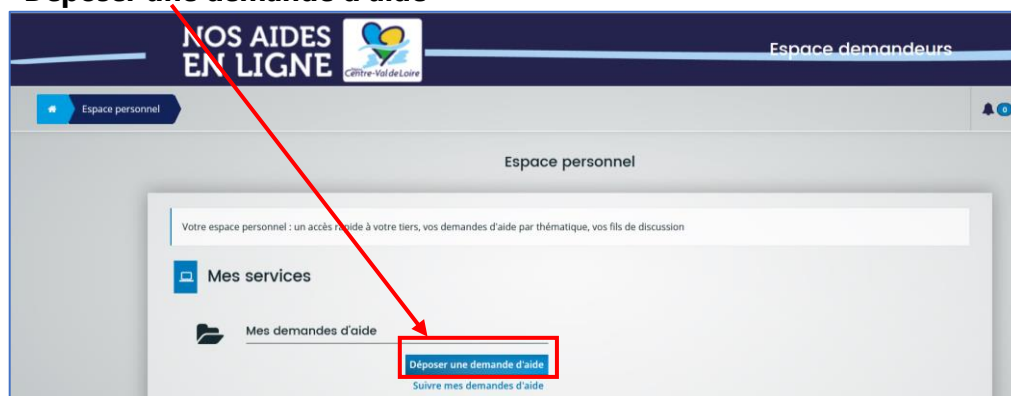 Déposer une demande d'aide
NOS AIDES
EN LIGNE
Centre-Val de Loire
Espace demandeurs
Espace personnel
0
Espace personnel
Votre espace personnel : un accès rapide à votre tiers, vos demandes d'aide par thématique, vos fils de discussion
Mes services
Mes demandes d'aide
Déposer une demande d'aide
Suivre mes demandes d'aide